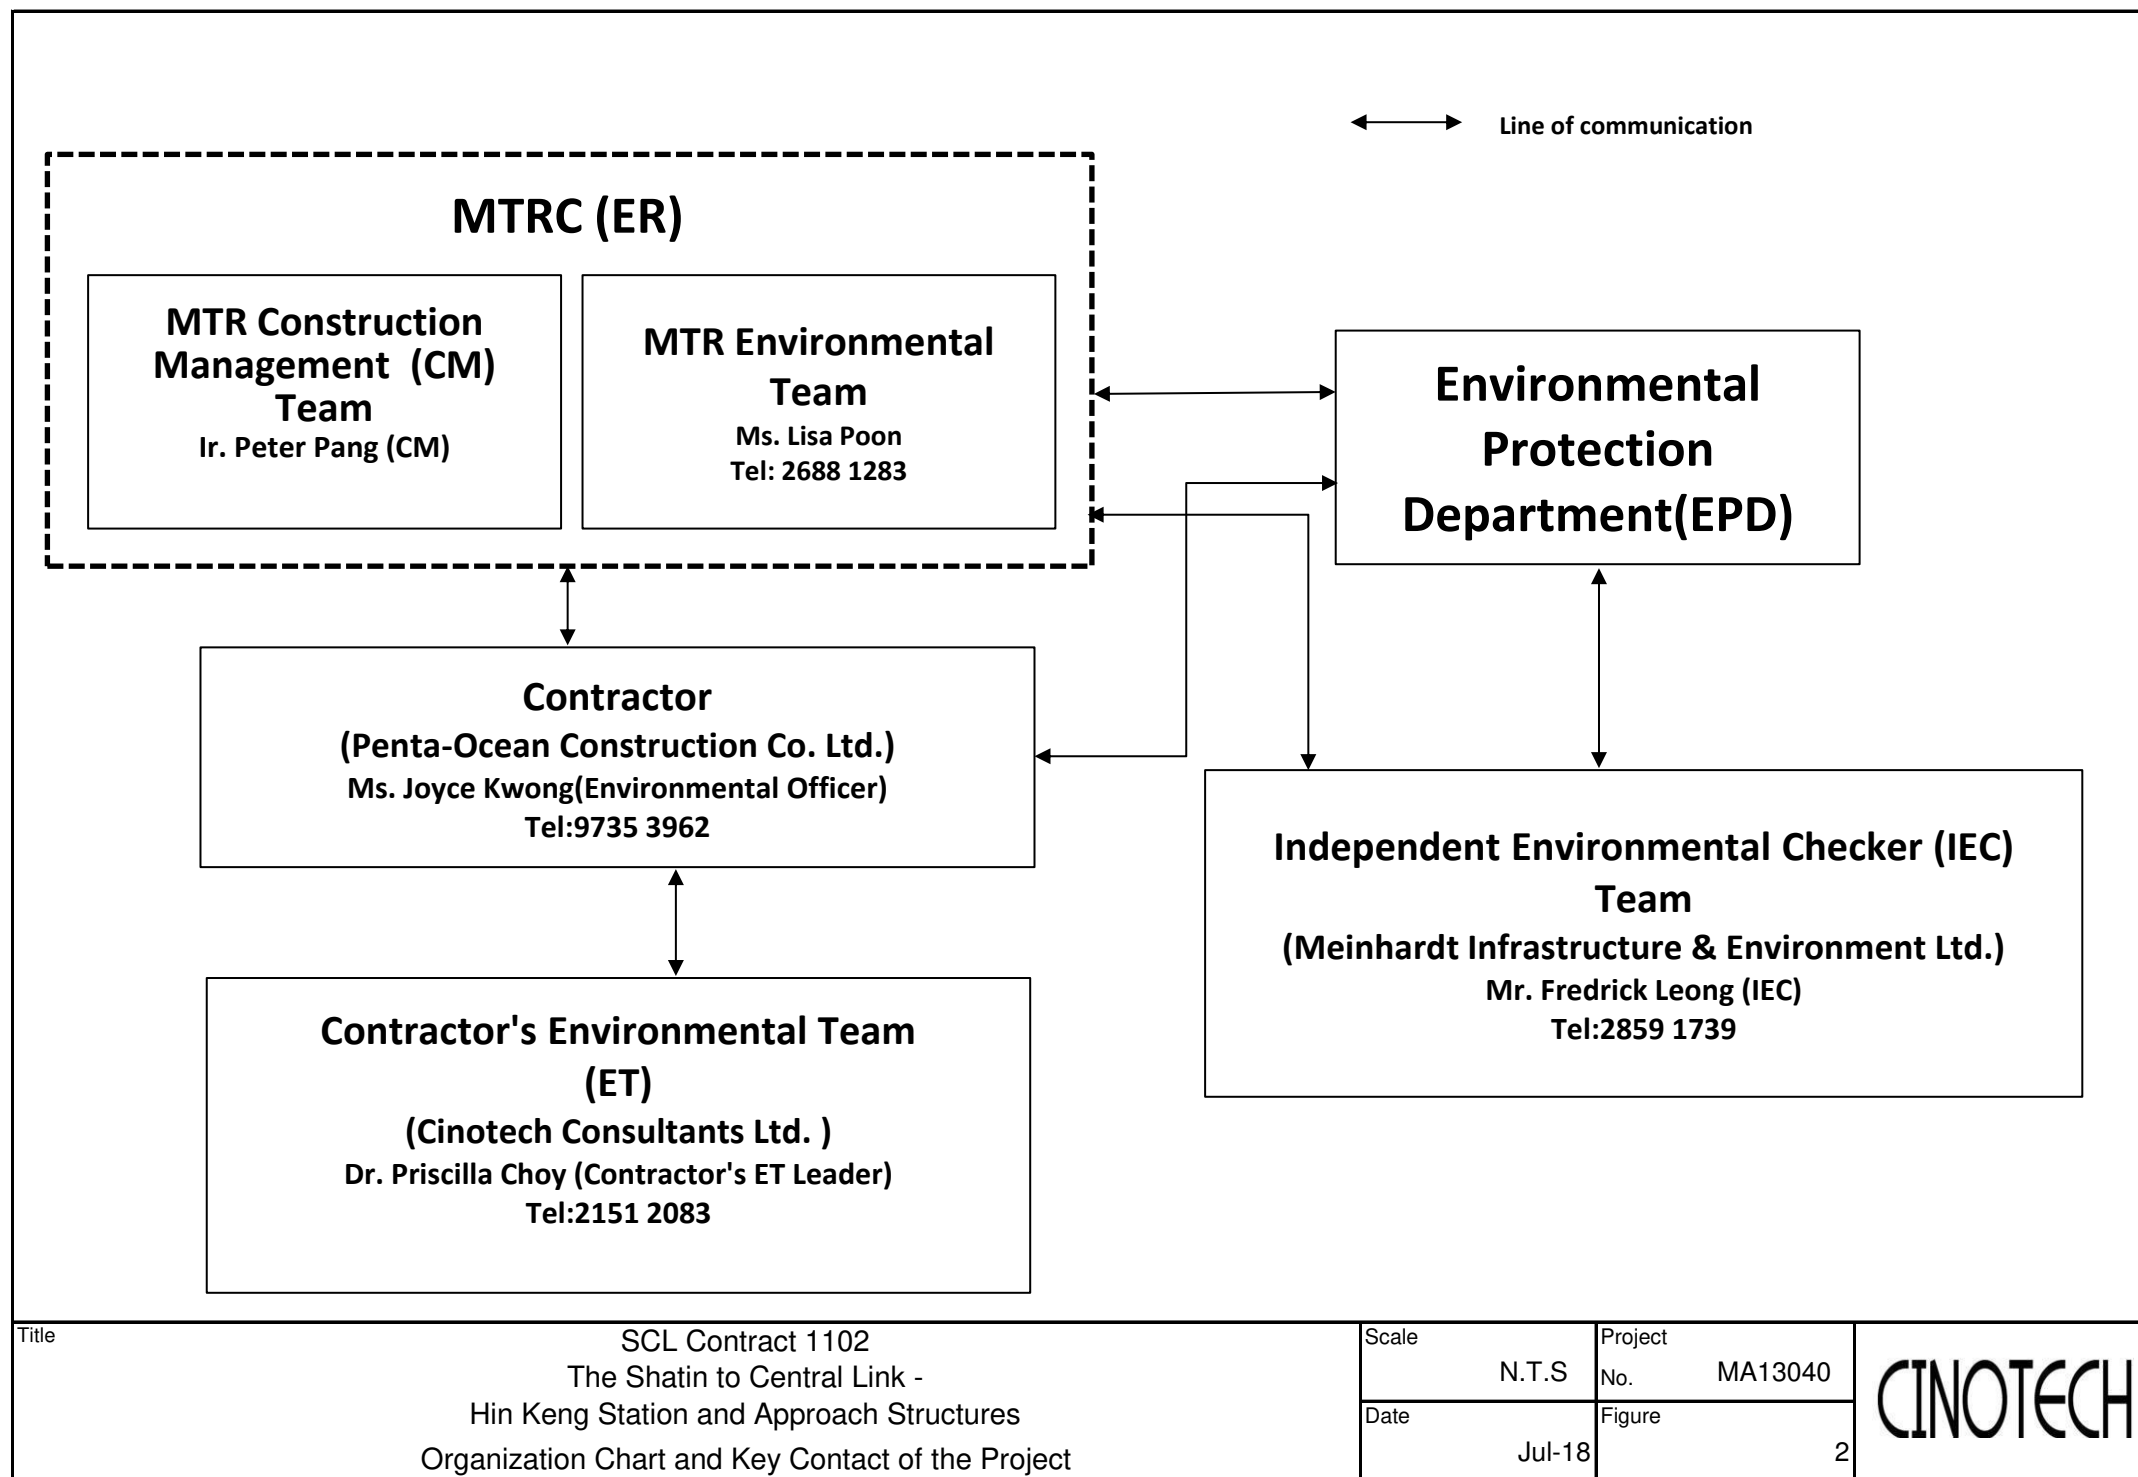 Line of communication
MTRC (ER)
MTR Construction
Management  (CM)
Team
Ir. Peter Pang (CM)
MTR Environmental
Team
Ms. Lisa Poon
Tel: 2688 1283
Environmental
Protection
Department(EPD)
Contractor
(Penta-Ocean Construction Co. Ltd.)
Ms. Joyce Kwong(Environmental Officer)
Tel:9735 3962
Independent Environmental Checker (IEC)
Team
(Meinhardt Infrastructure & Environment Ltd.)
Mr. Fredrick Leong (IEC)
Tel:2859 1739
Contractor's Environmental Team
(ET)
(Cinotech Consultants Ltd. )
Dr. Priscilla Choy (Contractor's ET Leader)
Tel:2151 2083
Title
SCL Contract 1102
The Shatin to Central Link -
Hin Keng Station and Approach Structures
Organization Chart and Key Contact of the Project
Scale
N.T.S
Project
No. MA13040
Date
Jul-18
Figure
2
CINOTECH